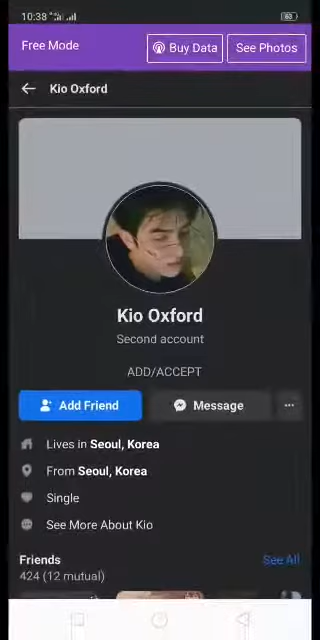 10:38
63
Free Mode
Buy Data
See Photos
Kio Oxford
Kio Oxford
Second account
ADD/ACCEPT
Add Friend
Message
Lives in Seoul, Korea
From Seoul, Korea
Single
See More About Kio
Friends
See All
424 (12 mutual)